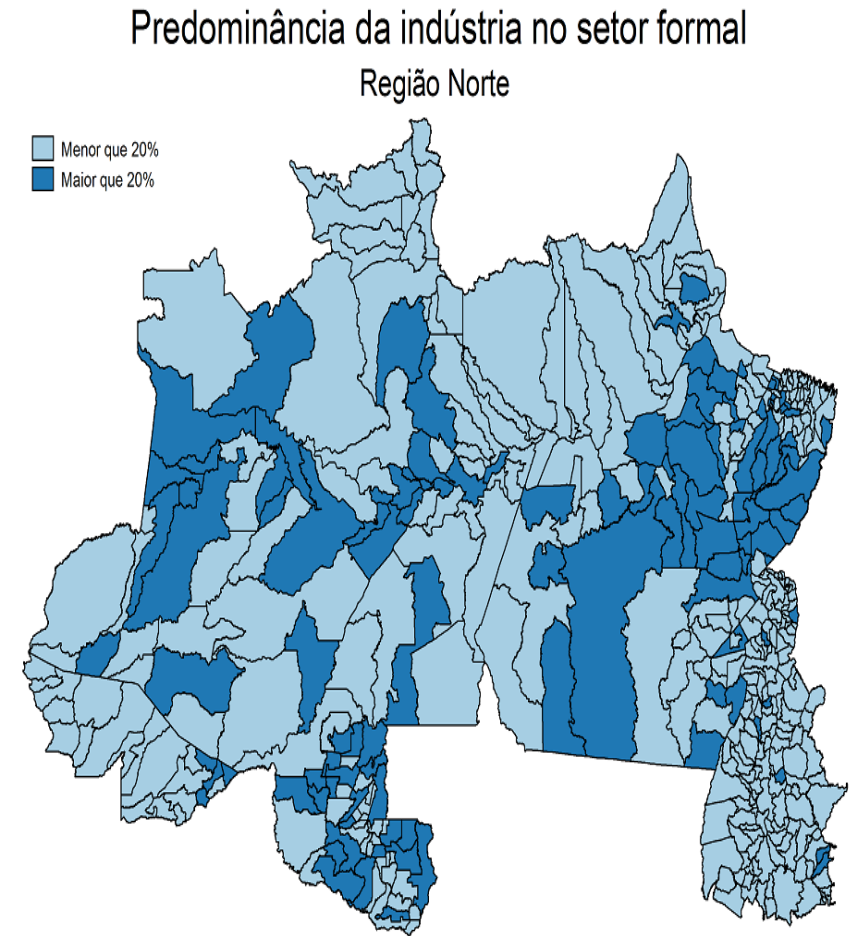 Predominância da indústria no setor formal
Região Norte
Menor que 20%
Maior que 20%